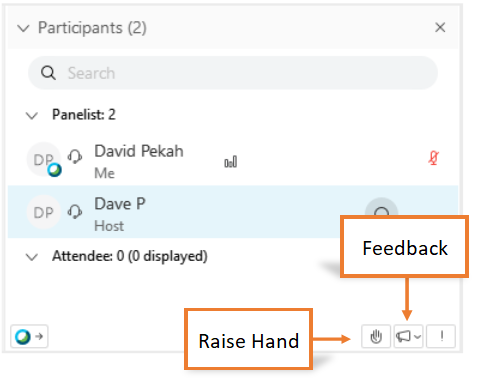 Participants (2)
Search
Panelist: 2
DP
David Pekah
Me
DP
Dave P
Host
Attendee: 0 (0 displayed)
Feedback
Raise Hand
!